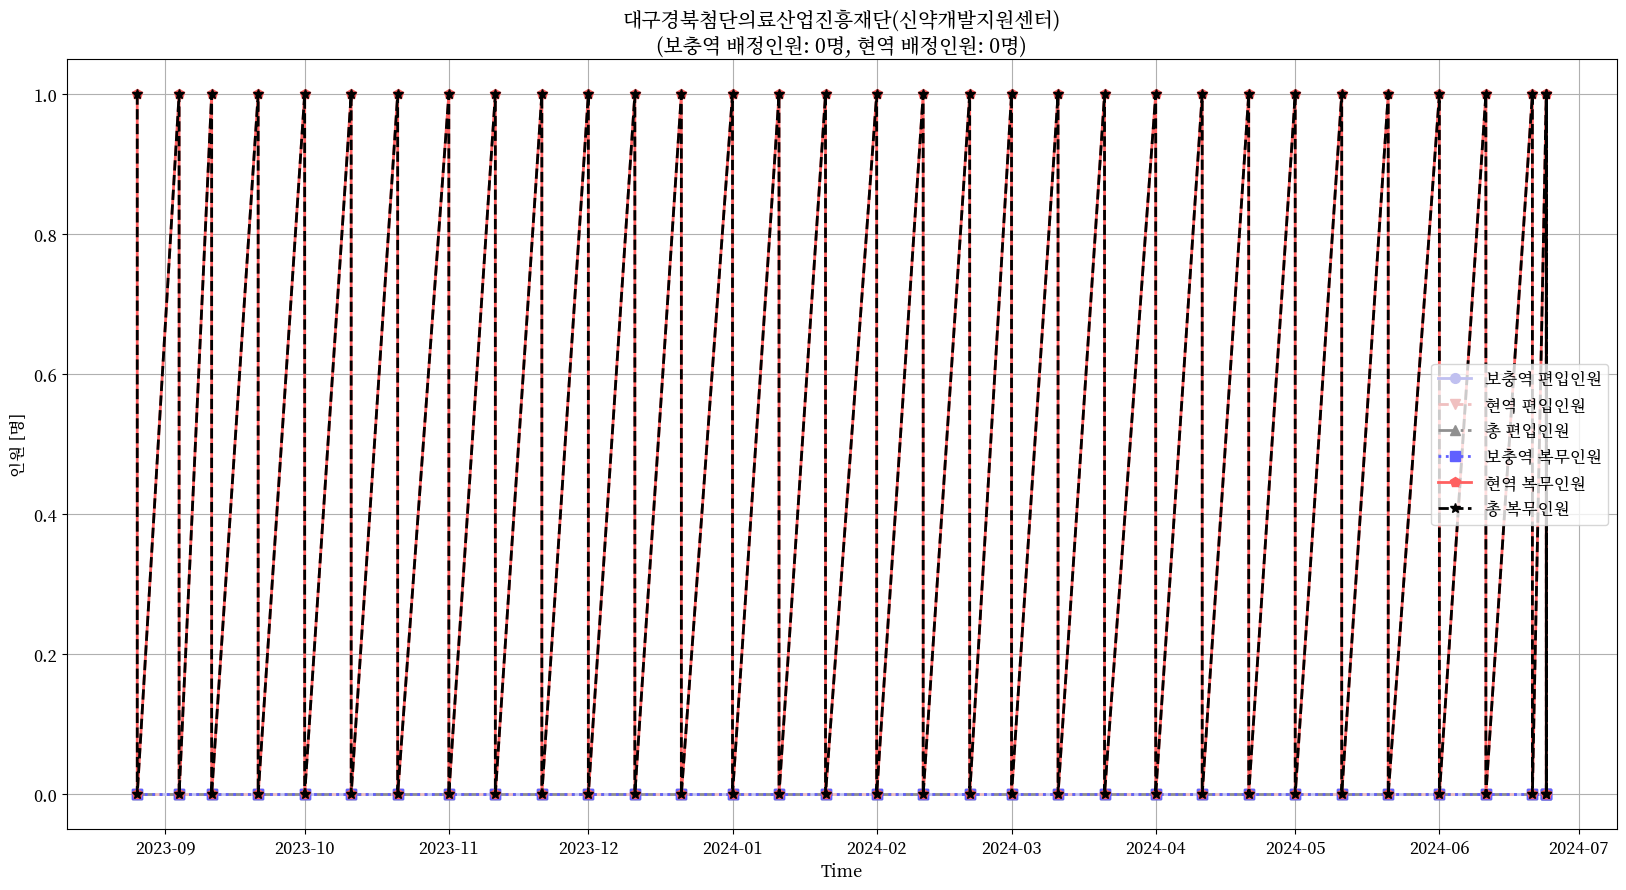 대구경북첨단의료산업진흥재단(신약개발지원센터)
(보충역 배정인원: 0명, 현역 배정인원: 0명)
인원 [명]
1.0
0.8
0.6
0.4
0.2
0.0
보충역 편입인원
현역 편입인원
총 편입인원
보충역 복무인원
현역 복무인원
총 복무인원
2023-09
2023-10
2023-11
2023-12
2024-01
2024-02
2024-03
2024-04
2024-05
2024-06
2024-07
Time